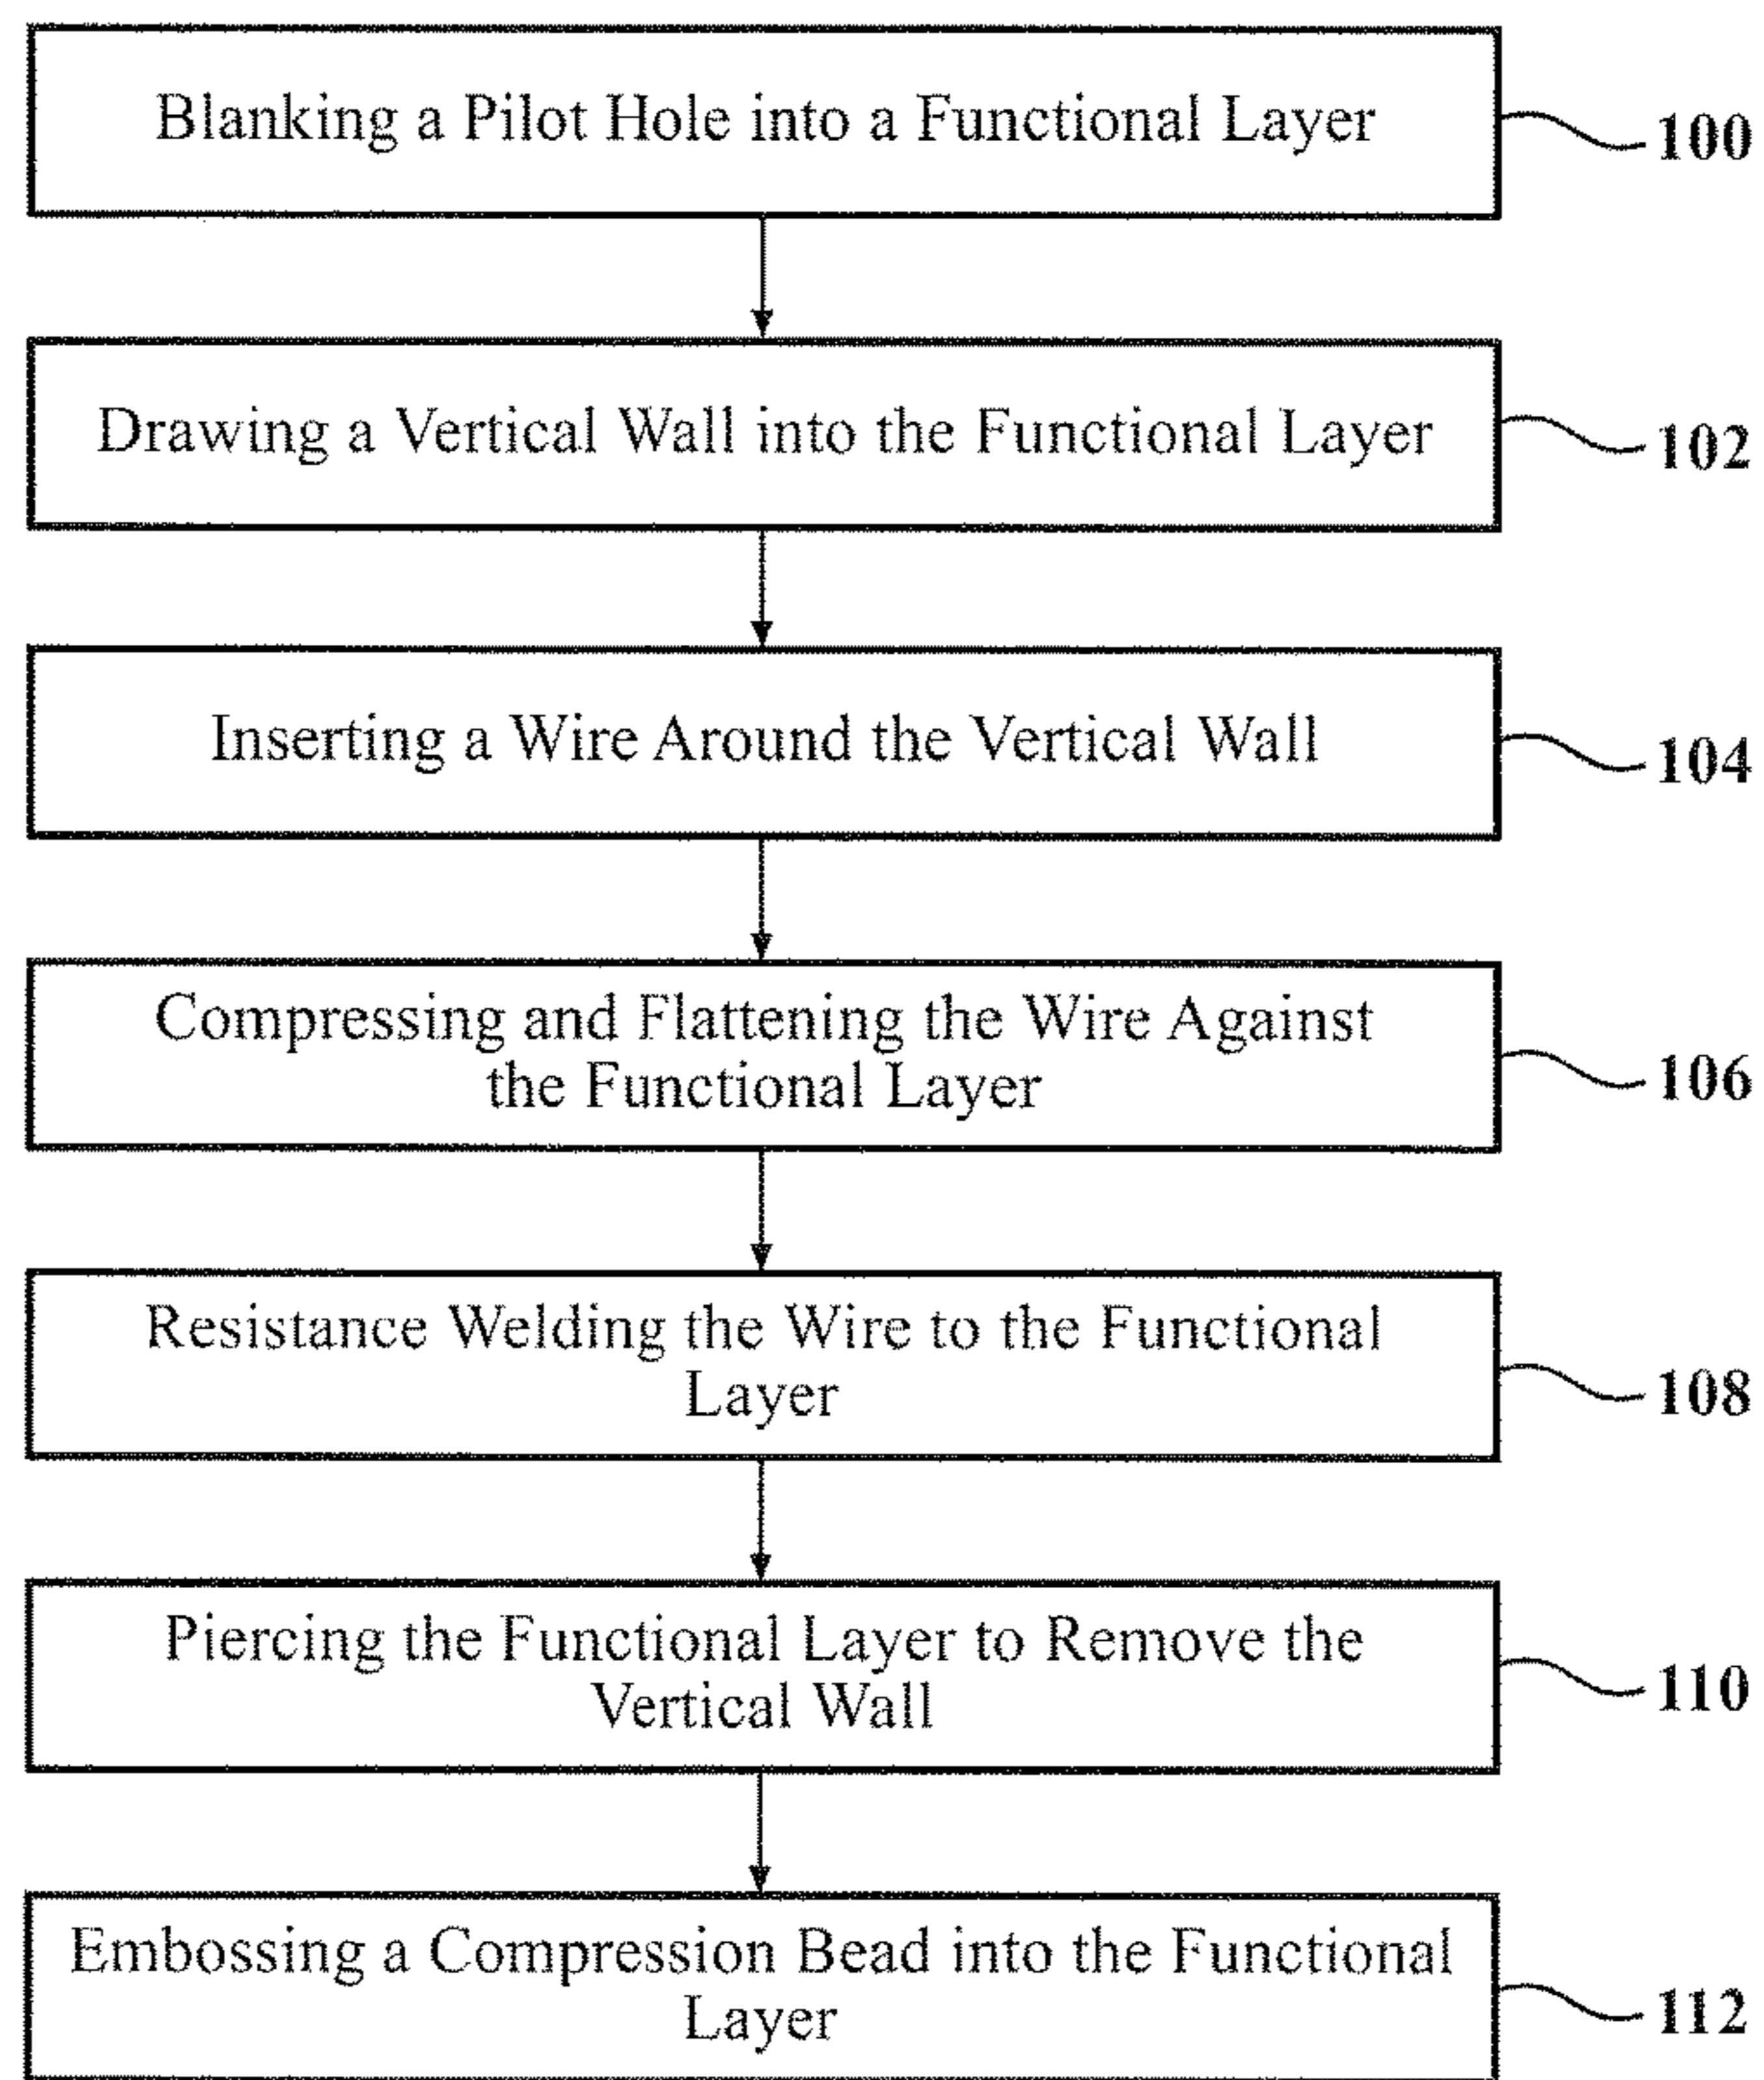 Blanking a Pilot Hole into a Functional Layer
100
Drawing a Vertical Wall into the Functional Layer
102
Inserting a Wire Around the Vertical Wall
104
Compressing and Flattening the Wire Against
the Functional Layer
106
Resistance Welding the Wire to the Functional
Layer
108
Piercing the Functional Layer to Remove the
Vertical Wall
110
Embossing a Compression Bead into the Functional
Layer
112